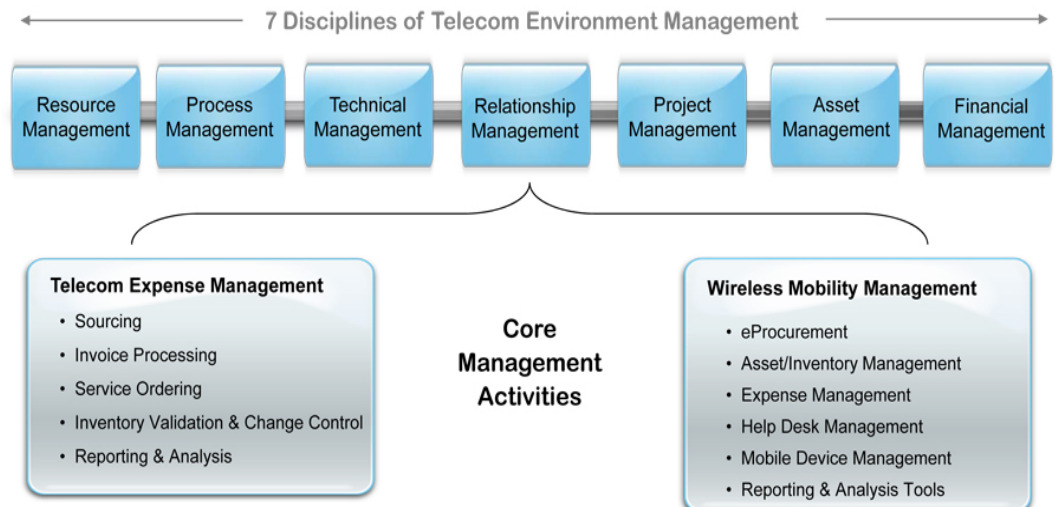 7 Disciplines of Telecom Environment Management
Resource
Management
Process
Management
Technical
Management
Relationship
Management
Project
Management
Asset
Management
Financial
Management
Telecom Expense Management
• Sourcing
• Invoice Processing
• Service Ordering
• Inventory Validation & Change Control
• Reporting & Analysis
Core
Management
Activities
Wireless Mobility Management
• eProcurement
• Asset/Inventory Management
• Expense Management
• Help Desk Management
• Mobile Device Management
• Reporting & Analysis Tools